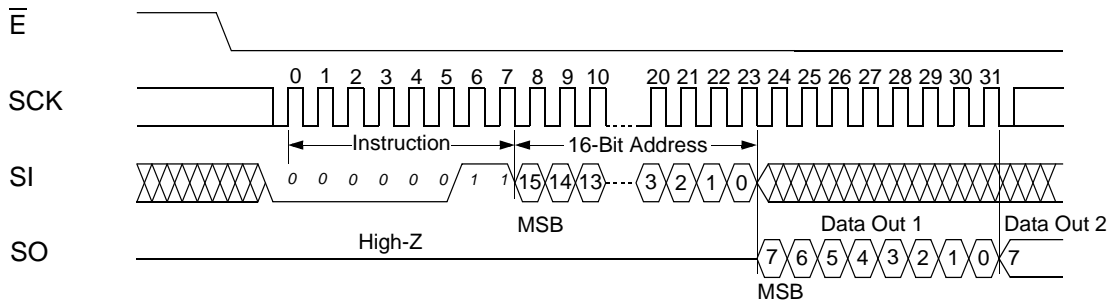 E
SCK
0 1 2 3 4 5 6 7 8 9 10 20 21 22 23 24 25 26 27 28 29 30 31
Instruction 16-Bit Address
SI
0 0 0 0 0 0 1 1 15 14 13 3 2 1 0
MSB Data Out 1 Data Out 2
High-Z
SO
7 6 5 4 3 2 1 0 7
MSB